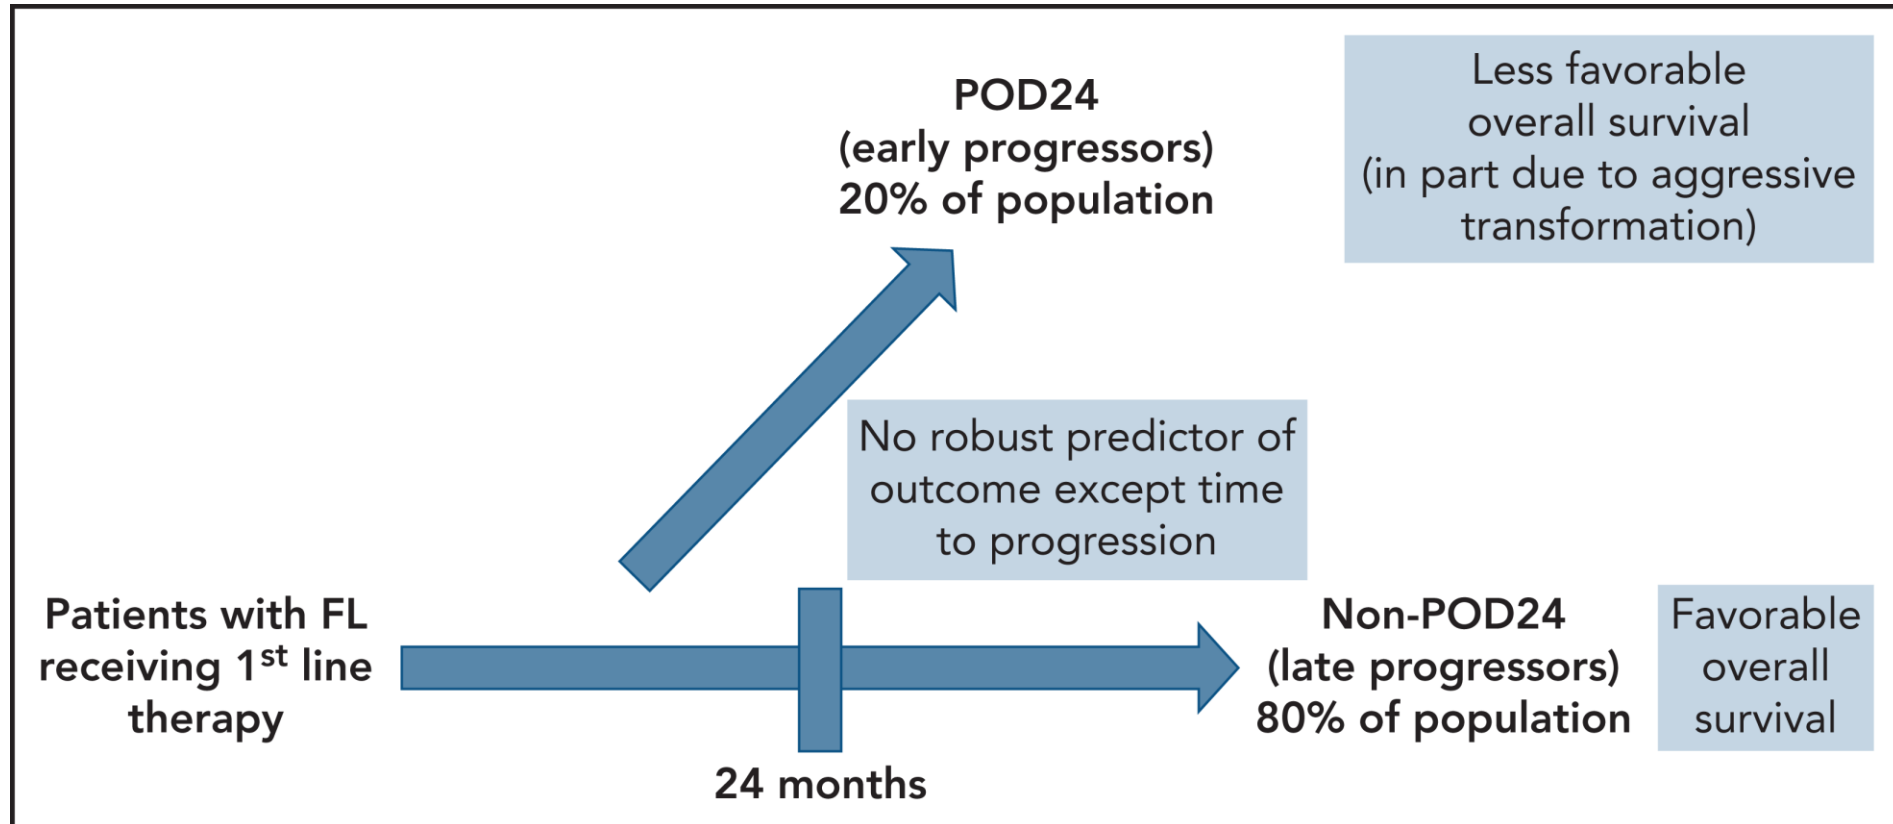 POD24
(early progressors)
20% of population
Less favorable
overall survival
(in part due to aggressive
transformation)
No robust predictor of
outcome except time
to progression
Patients with FL
receiving 1st line
therapy
24 months
Non-POD24
(late progressors)
80% of population
Favorable
overall
survival